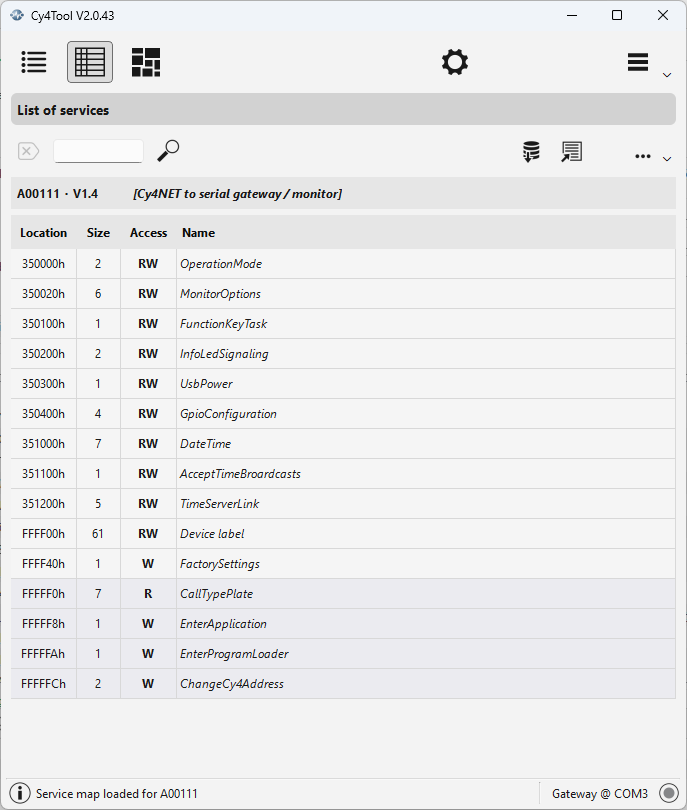 Cy4Tool V2.0.43
List of services
A00111 · V1.4 [Cy4NET to serial gateway / monitor]
Location Size Access Name
350000h 2 RW OperationMode
350020h 6 RW MonitorOptions
350100h 1 RW FunctionKeyTask
350200h 2 RW InfoLedSignaling
350300h 1 RW UsbPower
350400h 4 RW GpioConfiguration
351000h 7 RW DateTime
351100h 1 RW AcceptTimeBroardcasts
351200h 5 RW TimeServerLink
FFFF00h 61 RW Device label
FFFF40h 1 W FactorySettings
FFFFF0h 7 R CallTypePlate
FFFFF8h 1 W EnterApplication
FFFFFAh 1 W EnterProgramLoader
FFFFFCh 2 W ChangeCy4Address
Service map loaded for A00111 Gateway @ COM3